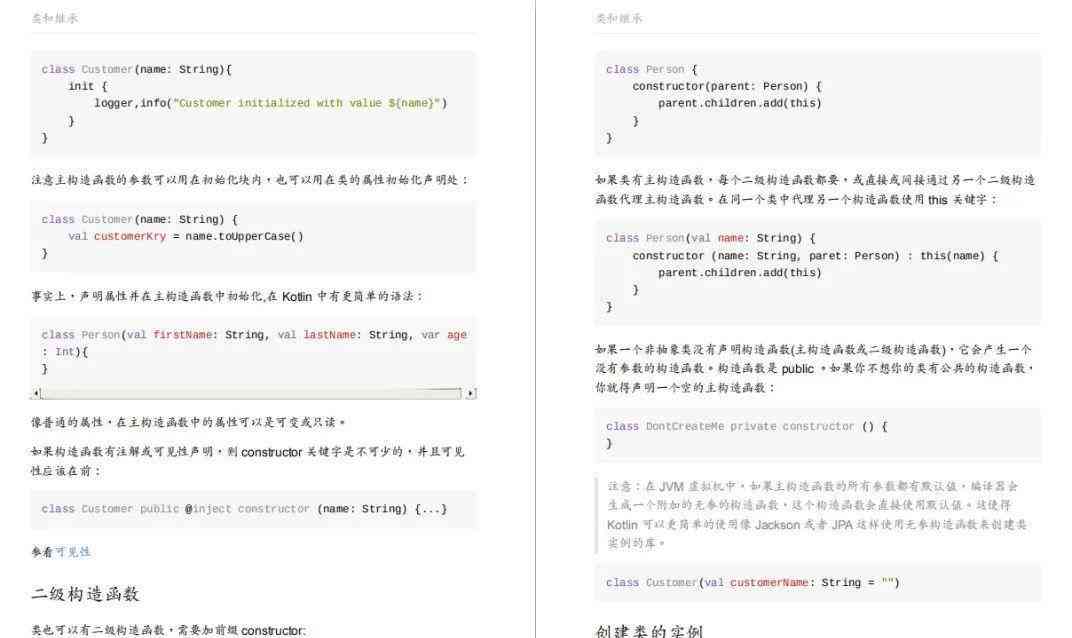 类和继承
class Customer(name: String){
init {
logger,info("Customer initialized with value ${name}")
}
}
注意主构造函数的参数可以用在初始化块内，也可以用在类的属性初始化声明处：
class Customer(name: String) {
val customerKry = name.toUpperCase()
}
事实上，声明属性并在主构造函数中初始化,在 Kotlin 中有更简单的语法：
class Person(val firstName: String, val lastName: String, var age
: Int){
}
像普通的属性，在主构造函数中的属性可以是可变或只读。
如果构造函数有注解或可见性声明，则 constructor 关键字是不可少的，并且可见
性应该在前：
class Customer public @inject constructor (name: String) {...}
参看可见性
二级构造函数
类也可以有二级构造函数，需要加前缀 constructor:
类和继承
class Person {
constructor(parent: Person) {
parent.children.add(this)
}
}
如果类有主构造函数，每个二级构造函数都要，或直接或间接通过另一个二级构造
函数代理主构造函数。在同一个类中代理另一个构造函数使用 this 关键字：
class Person(val name: String) {
constructor (name: String, paret: Person) : this(name) {
parent.children.add(this)
}
}
如果一个非抽象类没有声明构造函数(主构造函数或二级构造函数)，它会产生一个
没有参数的构造函数。构造函数是 public 。如果你不想你的类有公共的构造函数，
你就得声明一个空的主构造函数：
class DontCreateMe private constructor () {
}
注意：在 JVM 虚拟机中，如果主构造函数的所有参数都有默认值，编译器会
生成一个附加的无参的构造函数，这个构造函数会直接使用默认值。这使得
Kotlin 可以更简单的使用像 Jackson 或者 JPA 这样使用无参构造函数来创建类
实例的库。
class Customer(val customerName: String = "")
创建类的实例